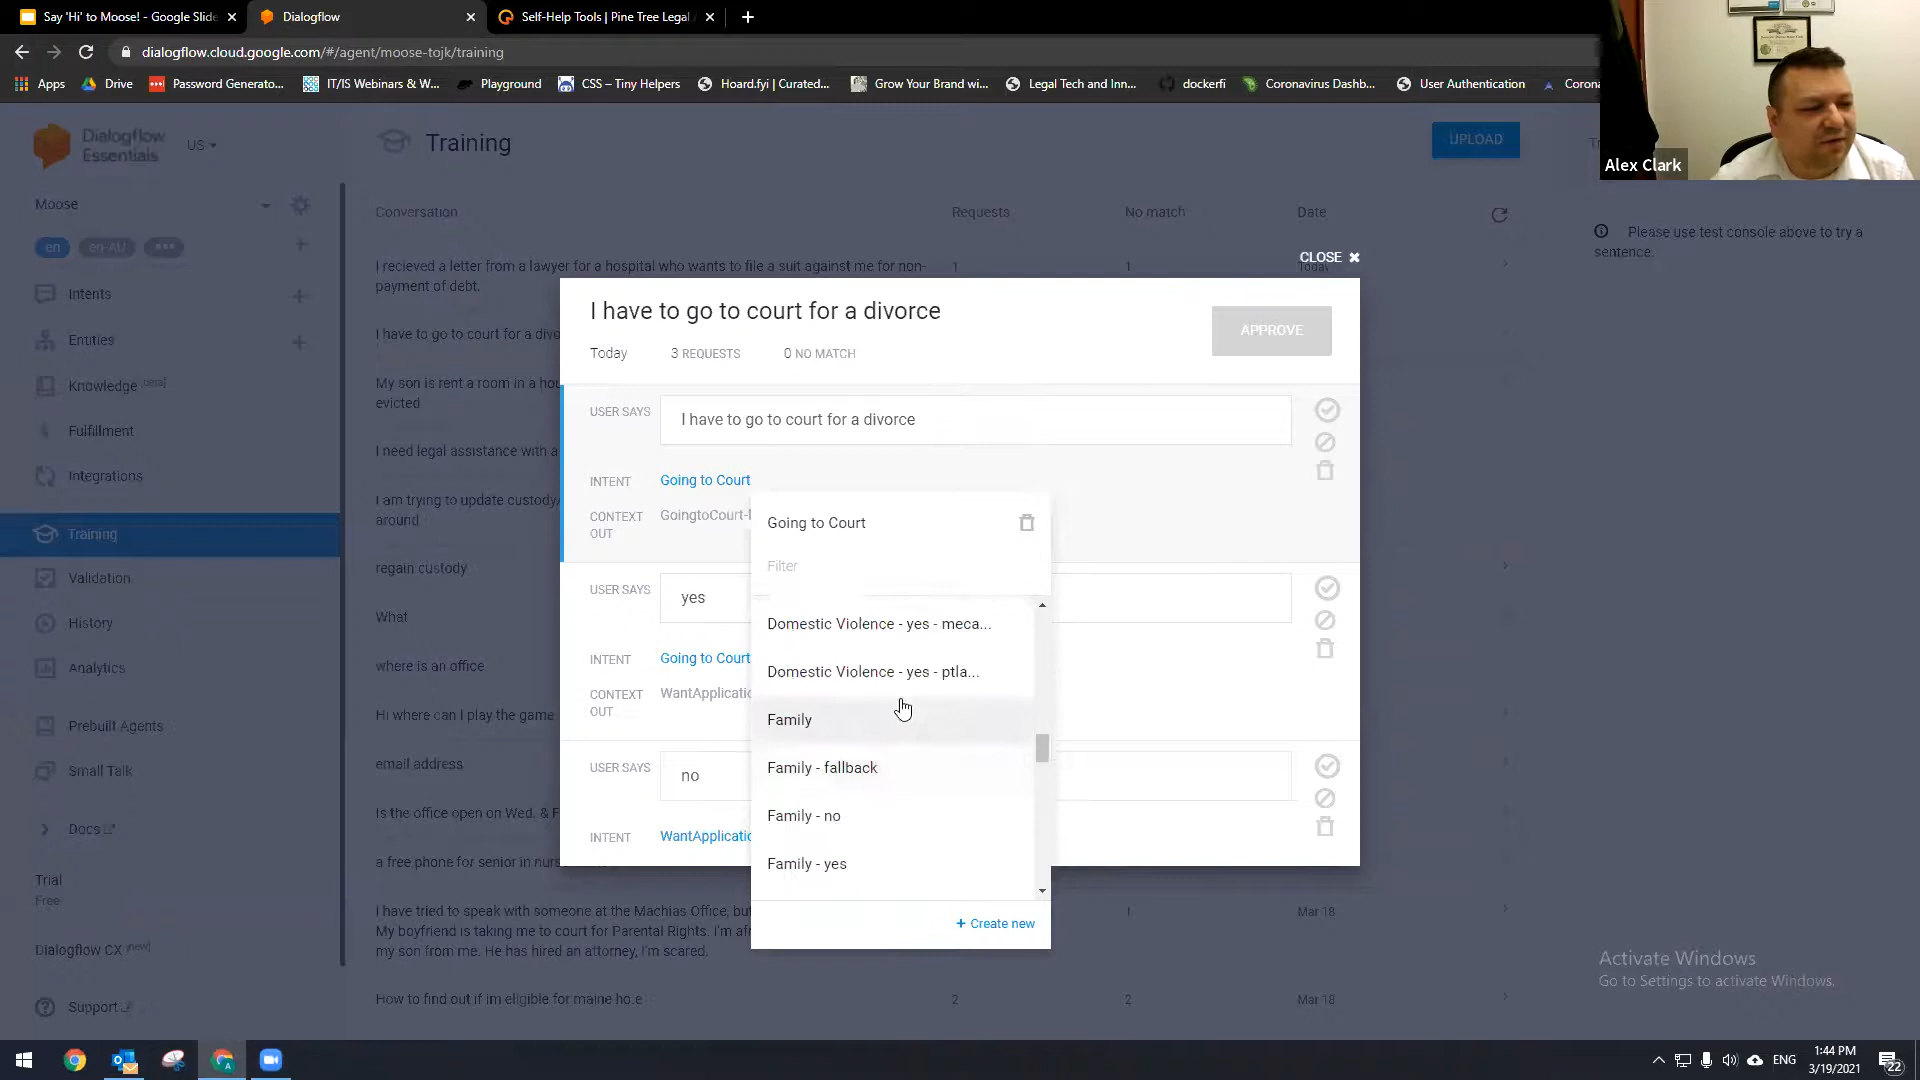 Say 'Hi' to Moose! - Google Slide
Dialogflow
Self-Help Tools | Pine Tree Legal
dialogflow.cloud.google.com/#/agent/moose-tojk/training
Apps
Drive
Password Generato...
IT/IS Webinars & W...
Playground
CSS – Tiny Helpers
Hoard.fyi | Curated...
Grow Your Brand wi...
Legal Tech and Inn...
dockerfi
Coronavirus Dashb...
User Authentication
Alex Clark
Dialogflow
Essentials
US
Training
UPLOAD
Moose
en
en-AU
Intents
Entities
Knowledge [beta]
Fulfillment
Integrations
Training
Validation
History
Analytics
Prebuilt Agents
Small Talk
Docs
Trial
Free
Dialogflow CX [new]
Support
Conversation
Requests
No match
Date
I recieved a letter from a lawyer for a hospital who wants to file a suit against me for non-
payment of debt.
1
1
Today
I have to go to court for a
My son is rent a room in a
evicted
I need legal assistance with a
I am trying to update
around
regain custody
What
where is an office
Hi where can I play the game
email address
Is the office open on Wed. &
a free phone for senior in
I have tried to speak with someone at the Machias Office,
My boyfriend is taking me to court for Parental Rights. I'm
my son from me. He has hired an attorney, I'm scared.
1
Mar 18
How to find out if im eligible for maine
2
2
Mar 18
Please use test console above to try a
sentence.
CLOSE
I have to go to court for a divorce
Today
3 REQUESTS
0 NO MATCH
APPROVE
USER SAYS
I have to go to court for a divorce
INTENT
Going to Court
CONTEXT
OUT
USER SAYS
yes
INTENT
Going to Court
CONTEXT
OUT
USER SAYS
no
INTENT
Going to Court
Filter
Domestic Violence - yes - meca...
Domestic Violence - yes - ptla...
Family
Family - fallback
Family - no
Family - yes
+ Create new
Activate Windows
Go to Settings to activate Windows.
ENG
1:44 PM
3/19/2021
22